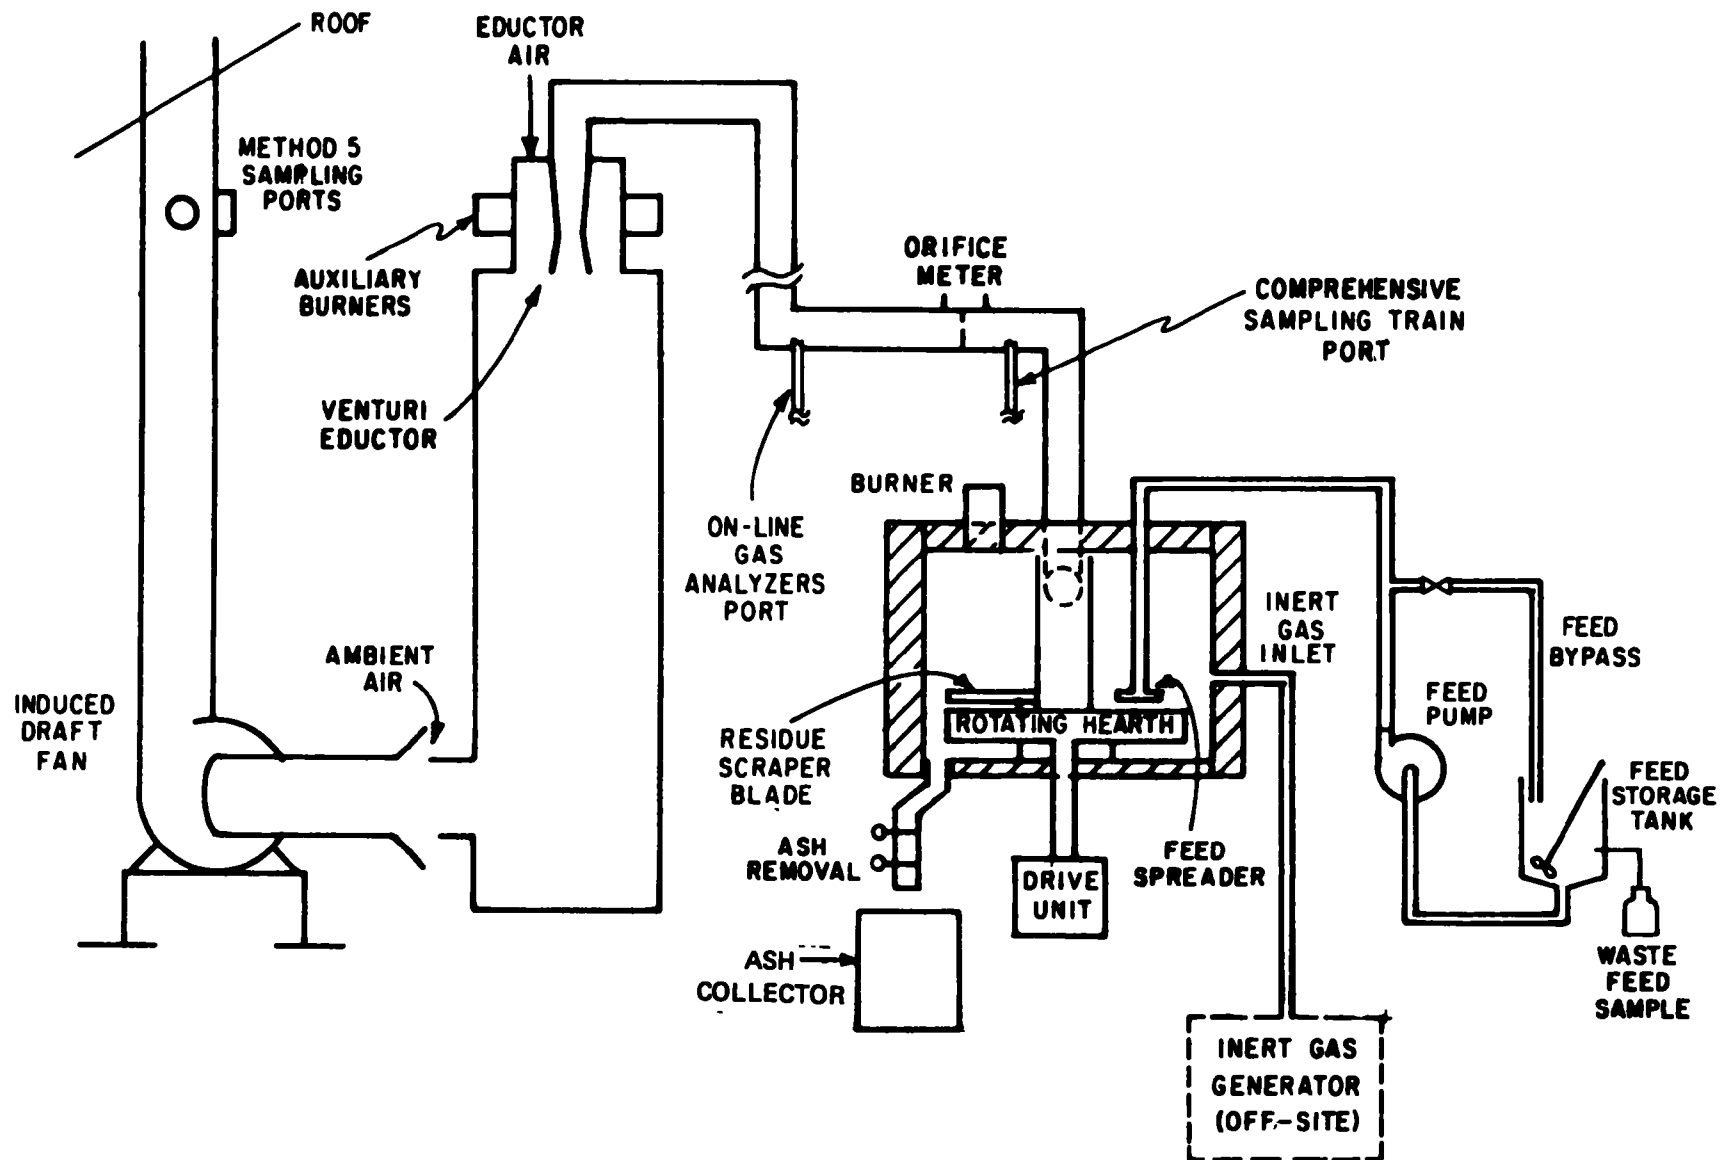 ROOF
EDUCTOR
AIR
METHOD 5
SAMPLING
PORTS
AUXILIARY
BURNERS
ORIFICE
METER
COMPREHENSIVE
SAMPLING TRAIN
PORT
VENTURI
EDUCTOR
BURNER
ON-LINE
GAS
ANALYZERS
PORT
INERT
GAS
INLET
FEED
BYPASS
AMBIENT
AIR
INDUCED
DRAFT
FAN
FEED
PUMP
ROTATING HEARTH
RESIDUE
SCRAPER
BLADE
FEED
STORAGE
TANK
ASH
REMOVAL
FEED
SPREADER
DRIVE
UNIT
ASH
COLLECTOR
WASTE
FEED
SAMPLE
INERT GAS
GENERATOR
(OFF-SITE)